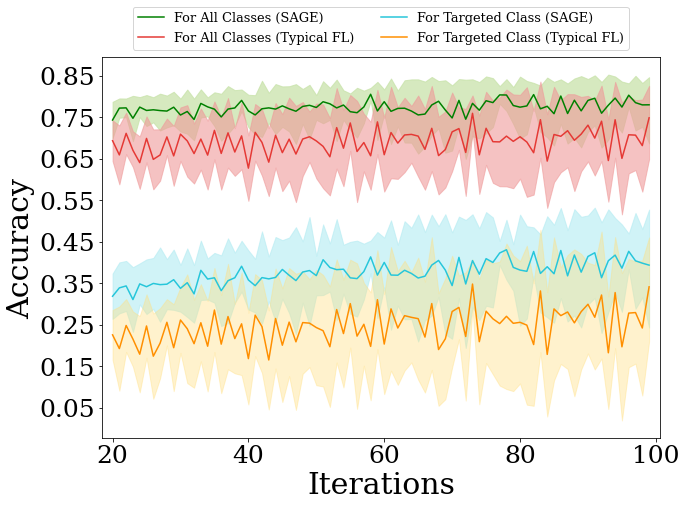 For All Classes (SAGE)
For All Classes (Typical FL)
For Targeted Class (SAGE)
For Targeted Class (Typical FL)
Accuracy
0.85
0.75
0.65
0.55
0.45
0.35
0.25
0.15
0.05
20 40 60 80 100
Iterations